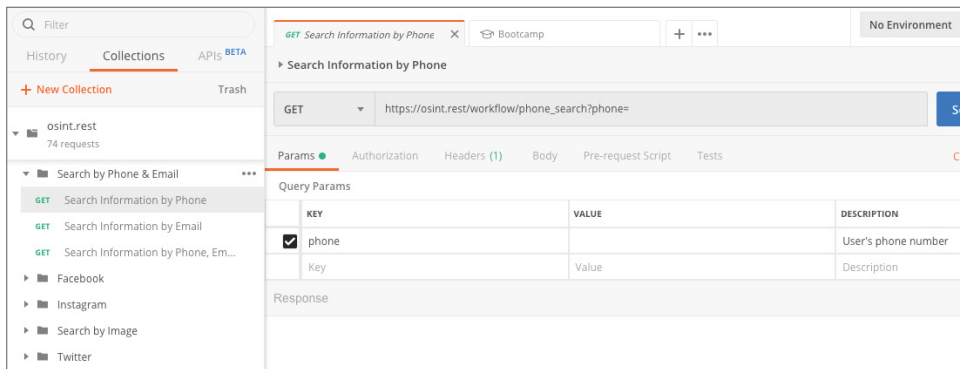 Filter
History Collections APIs BETA
+ New Collection Trash
osint.rest
74 requests
Search by Phone & Email •••
GET Search Information by Phone
GET Search Information by Email
GET Search Information by Phone, Em...
Facebook
Instagram
Search by Image
Twitter
GET Search Information by Phone X Bootcamp + ••• No Environment
Search Information by Phone
GET https://osint.rest/workflow/phone_search?phone=
Params Authorization Headers (1) Body Pre-request Script Tests
Query Params
KEY VALUE DESCRIPTION
phone User's phone number
Key Value Description
Response